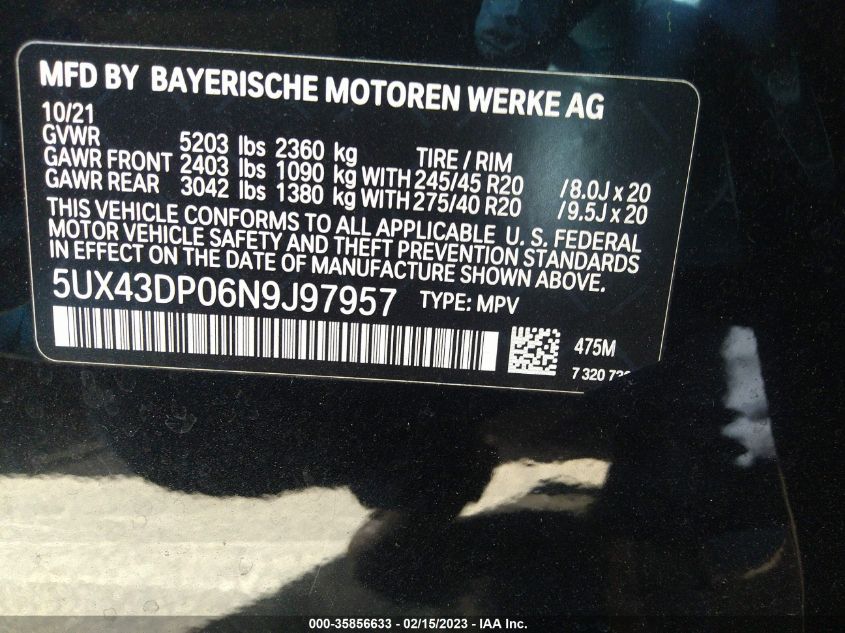 MFD BY BAYERISCHE MOTOREN WERKE AG
10/21
GVWR 5203 lbs 2360 kg TIRE / RIM
GAWR FRONT 2403 lbs 1090 kg WITH 245/45 R20 /8.0J x 20
GAWR REAR 3042 lbs 1380 kg WITH 275/40 R20 /9.5J x 20
THIS VEHICLE CONFORMS TO ALL APPLICABLE U. S. FEDERAL
MOTOR VEHICLE SAFETY AND THEFT PREVENTION STANDARDS
IN EFFECT ON THE DATE OF MANUFACTURE SHOWN ABOVE.
5UX43DP06N9J97957 TYPE: MPV
475M
7 320
000-35856633 - 02/15/2023 - IAA Inc.